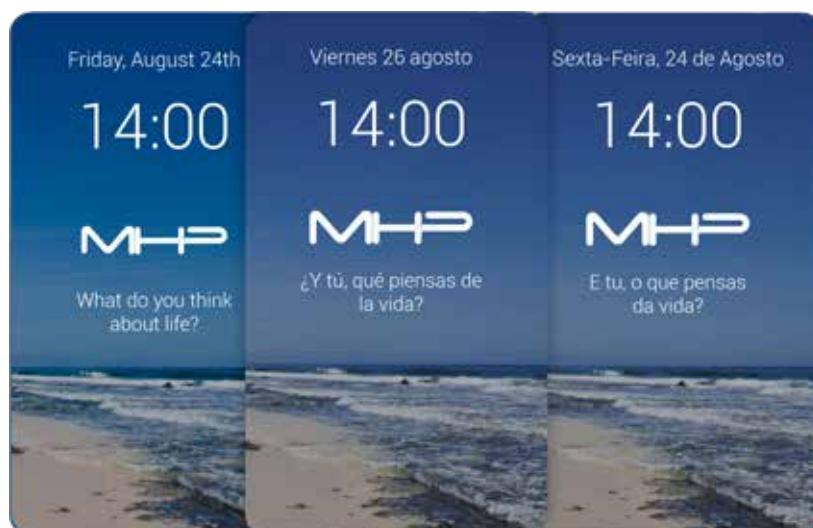 Friday, August 24th
14:00
MHP
What do you think
about life?
Viernes 26 agosto
14:00
MHP
¿Y tú, qué piensas de
la vida?
Sexta-Feira, 24 de Agosto
14:00
MHP
E tu, o que pensas
da vida?